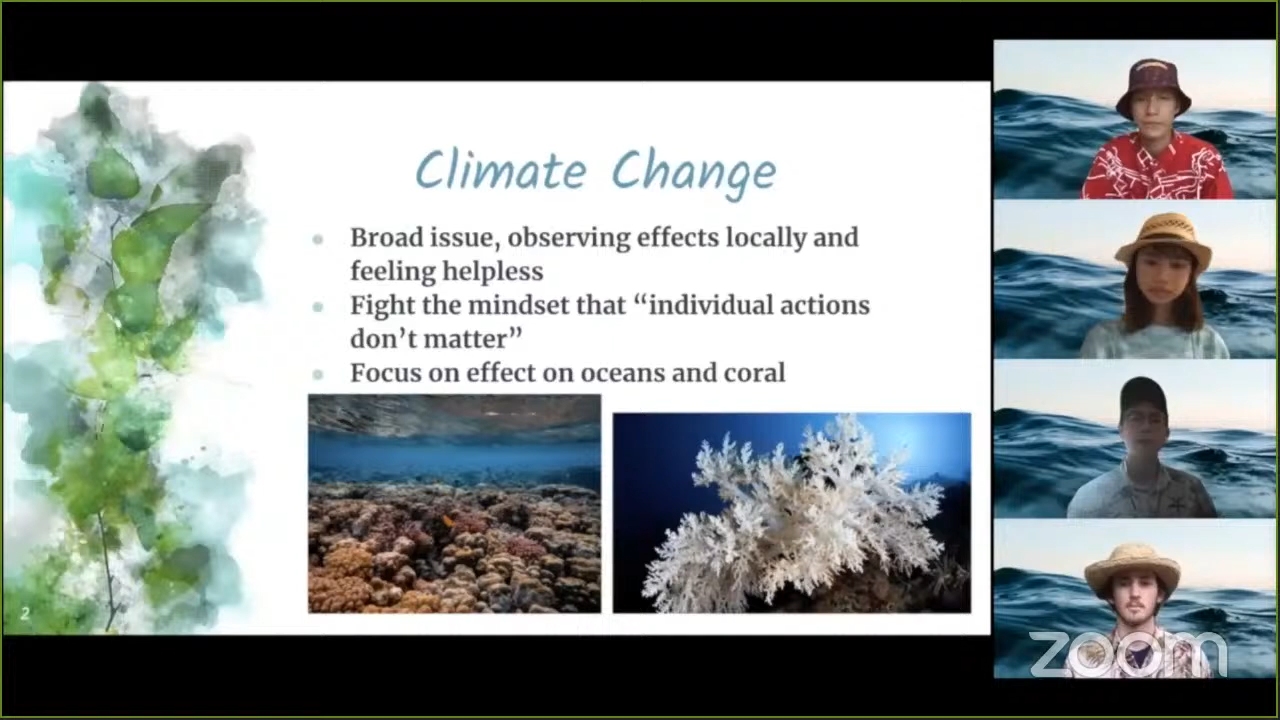 Climate Change
Broad issue, observing effects locally and
feeling helpless
Fight the mindset that “individual actions
don’t matter”
Focus on effect on oceans and coral
2
zoom